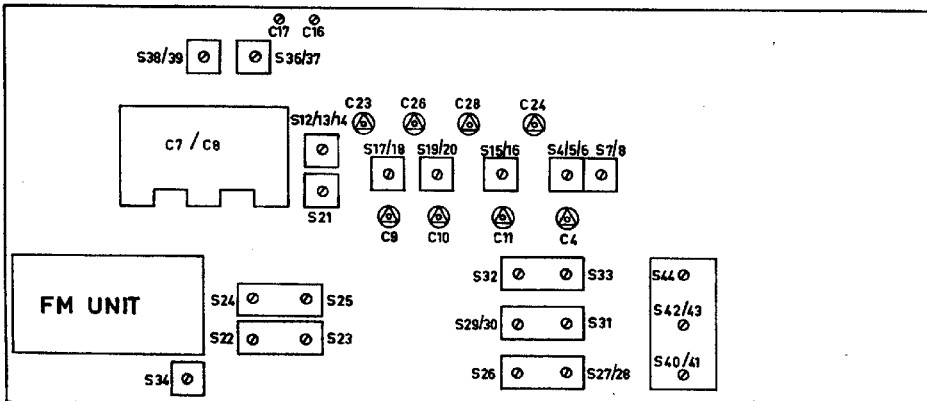 C17 C16
S38/39 S36/37
C23 C26 C28 C24
S12/13/14
C7 / C8
S17/18 S19/20 S15/16 S4/5/6 S7/8
S21
C9 C10 C11 C4
S32 S33 S44
FM UNIT
S24 S25
S29/30 S31 S42/43
S22 S23
S34 S26 S27/28 S40/41